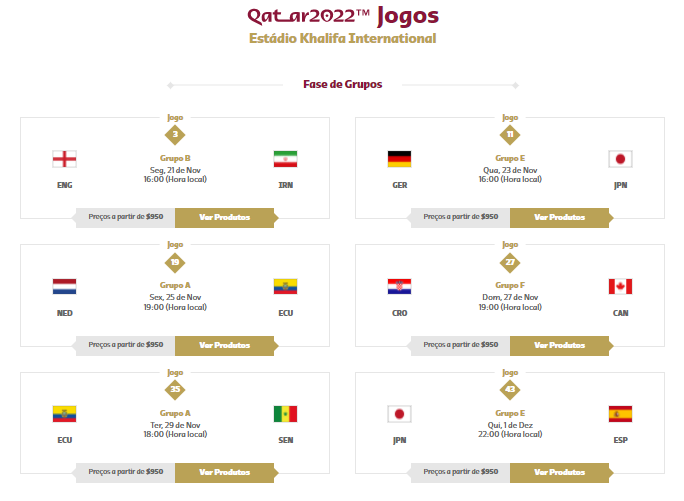 Qatar2022™ Jogos
Estádio Khalifa International
Fase de Grupos
Jogo
3
Grupo B
Seg, 21 de Nov
16:00 (Hora local)
ENG
IRN
Preços a partir de $950
Ver Produtos
Jogo
11
Grupo E
Qua, 23 de Nov
16:00 (Hora local)
GER
JPN
Preços a partir de $950
Ver Produtos
Jogo
19
Grupo A
Sex, 25 de Nov
19:00 (Hora local)
NED
ECU
Preços a partir de $950
Ver Produtos
Jogo
27
Grupo F
Dom, 27 de Nov
19:00 (Hora local)
CRO
CAN
Preços a partir de $950
Ver Produtos
Jogo
35
Grupo A
Ter, 29 de Nov
18:00 (Hora local)
ECU
SEN
Preços a partir de $950
Ver Produtos
Jogo
43
Grupo E
Qui, 1 de Dez
22:00 (Hora local)
JPN
ESP
Preços a partir de $950
Ver Produtos